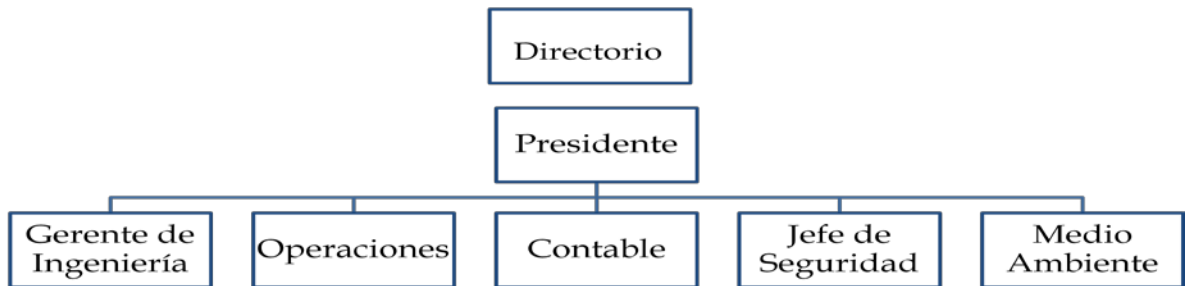 Directorio
Presidente
Gerente de
Ingeniería
Operaciones
Contable
Jefe de
Seguridad
Medio
Ambiente